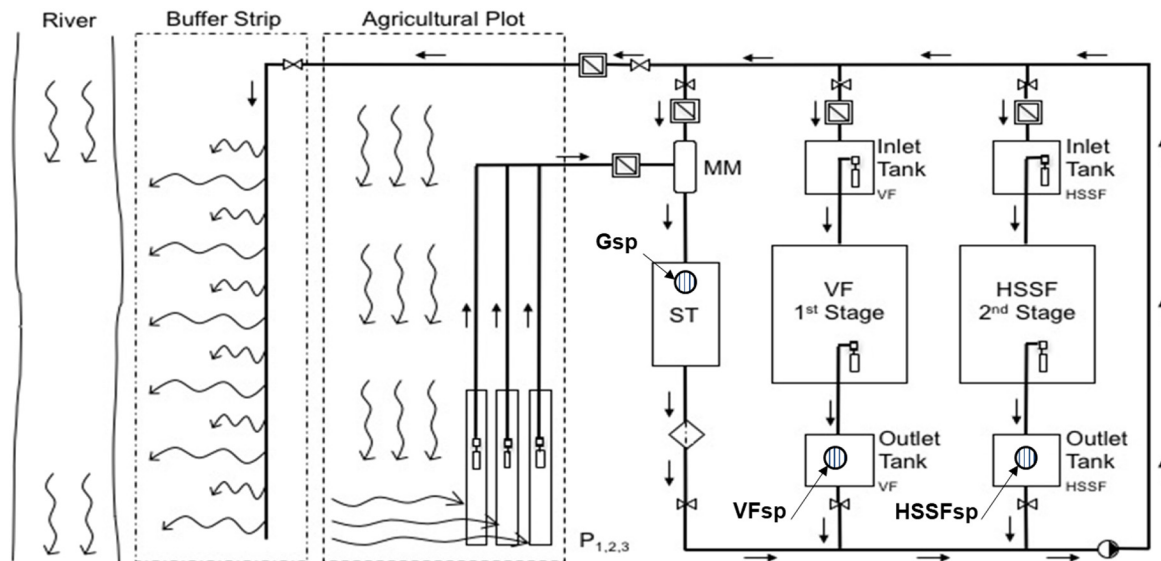 River
Buffer Strip
Agricultural Plot
Inlet
Tank
VF
Inlet
Tank
HSSF
MM
Gsp
ST
VF
1st Stage
HSSF
2nd Stage
Outlet
Tank
VF
Outlet
Tank
HSSF
VFsp
HSSFsp
P1,2,3